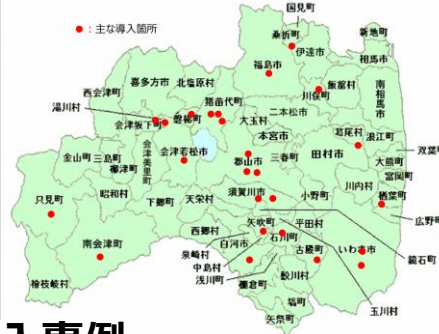 ●：主な導入箇所
国見町
桑折町
伊達市
新地町
相馬市
福島市
喜多方市
北塩原村
西会津町
猪苗代町
川俣町
飯舘村
南相馬市
湯川村
会津坂下町
磐梯町
二本松市
大玉村
本宮市
葛尾村
浪江町
双葉町
金山町
三島町
柳津町
会津美里町
会津若松市
郡山市
三春町
田村市
大熊町
富岡町
川内村
楢葉町
昭和村
只見町
下郷町
天栄村
須賀川市
小野町
広野町
南会津町
西郷村
矢吹町
平田村
鏡石町
泉崎村
白河市
石川町
古殿町
いわき市
中島村
浅川町
玉川村
檜枝岐村
棚倉町
鮫川村
塙町
矢祭町
入事例